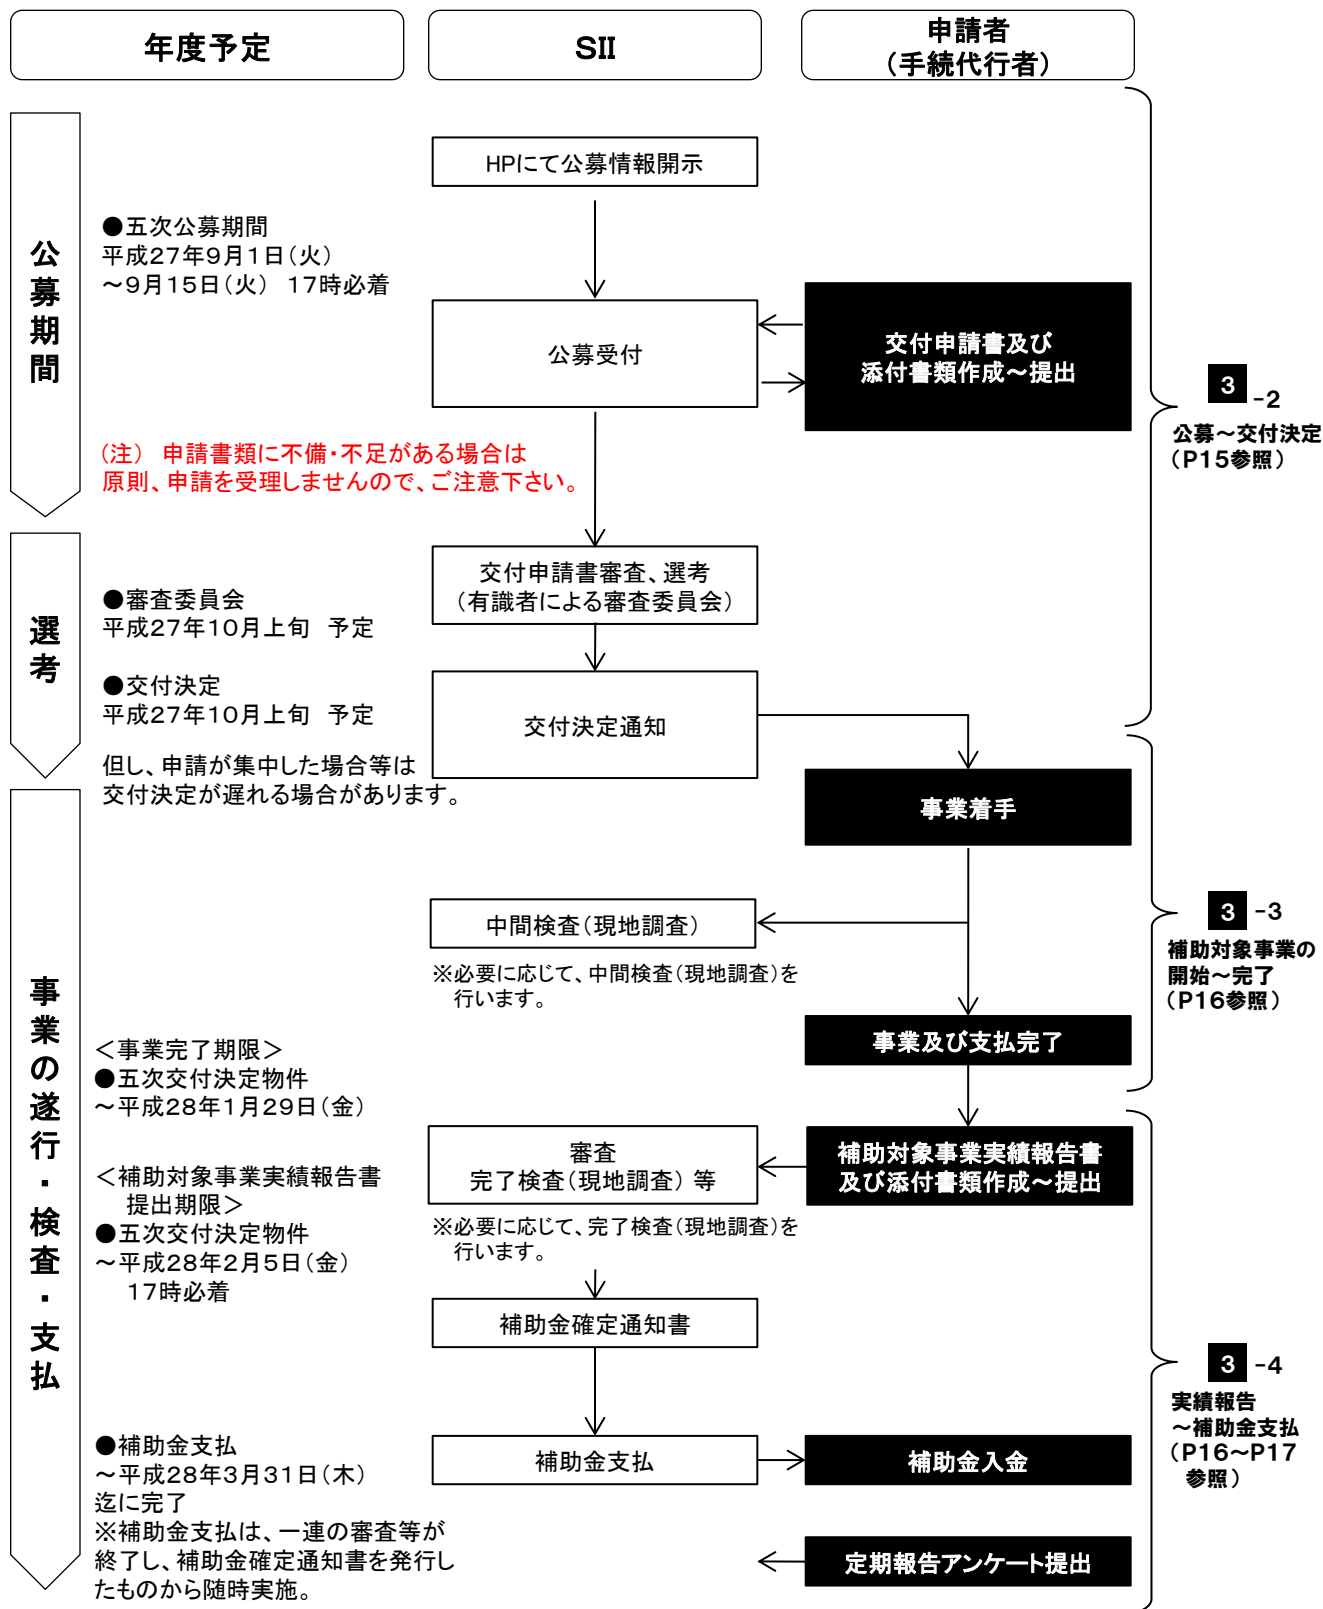 年度予定
SII
申請者
(手続代行者)
公募期間
●五次公募期間
平成27年9月1日(火)
～9月15日(火) 17時必着
(注) 申請書類に不備・不足がある場合は
原則、申請を受理しませんので、ご注意下さい。
HPにて公募情報開示
公募受付
交付申請書及び
添付書類作成～提出
3 -2
公募～交付決定
(P15参照)
選考
●審査委員会
平成27年10月上旬 予定
●交付決定
平成27年10月上旬 予定
但し、申請が集中した場合等は
交付決定が遅れる場合があります。
交付申請書審査、選考
(有識者による審査委員会)
交付決定通知
事業着手
中間検査(現地調査)
※必要に応じて、中間検査(現地調査)を
行います。
事業及び支払完了
3 -3
補助対象事業の
開始～完了
(P16参照)
事業の遂行・検査・支払
＜事業完了期限＞
●五次交付決定物件
～平成28年1月29日(金)
＜補助対象事業実績報告書
提出期限＞
●五次交付決定物件
～平成28年2月5日(金)
17時必着
審査
完了検査(現地調査) 等
※必要に応じて、完了検査(現地調査)を
行います。
補助対象事業実績報告書
及び添付書類作成～提出
補助金確定通知書
●補助金支払
～平成28年3月31日(木)
迄に完了
※補助金支払は、一連の審査等が
終了し、補助金確定通知書を発行し
たものから随時実施。
補助金支払
補助金入金
定期報告アンケート提出
3 -4
実績報告
～補助金支払
(P16～P17
参照)